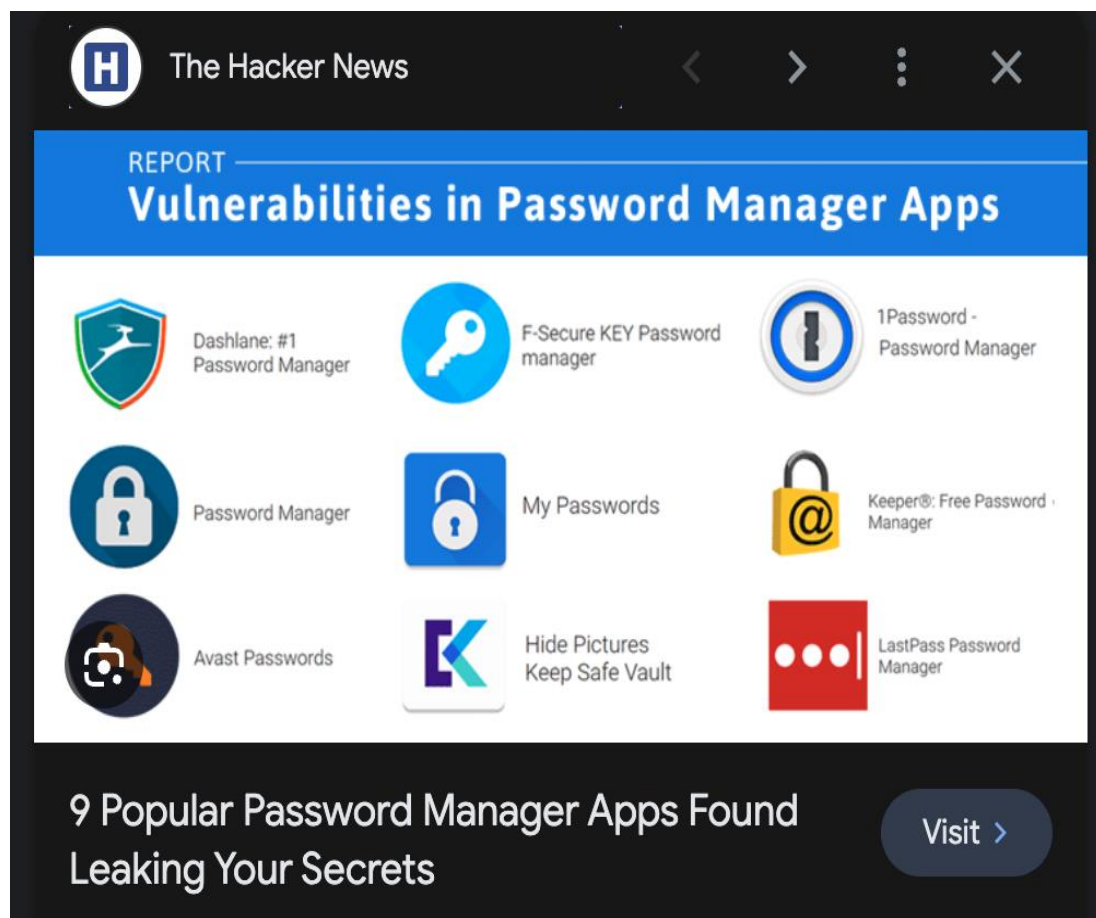 H The Hacker News
REPORT
Vulnerabilities in Password Manager Apps
Dashlane: #1
Password Manager
F-Secure KEY Password
manager
1Password -
Password Manager
Password Manager
My Passwords
@
Keeper®: Free Password
Manager
Avast Passwords
Hide Pictures
Keep Safe Vault
LastPass Password
Manager
9 Popular Password Manager Apps Found
Leaking Your Secrets
Visit